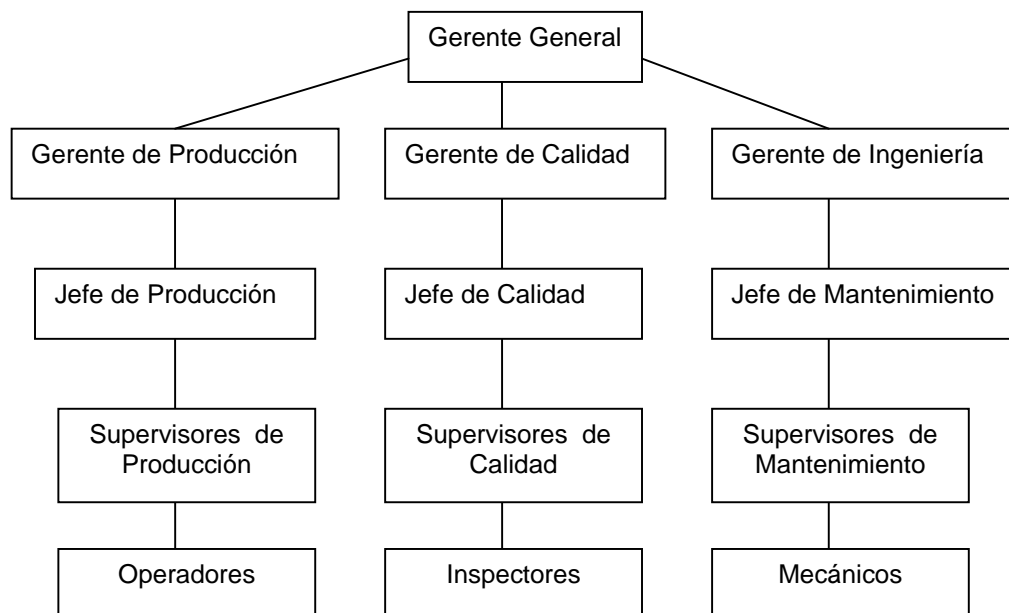 Gerente General
Gerente de Producción
Gerente de Calidad
Gerente de Ingeniería
Jefe de Producción
Jefe de Calidad
Jefe de Mantenimiento
Supervisores de
Producción
Supervisores de
Calidad
Supervisores de
Mantenimiento
Operadores
Inspectores
Mecánicos